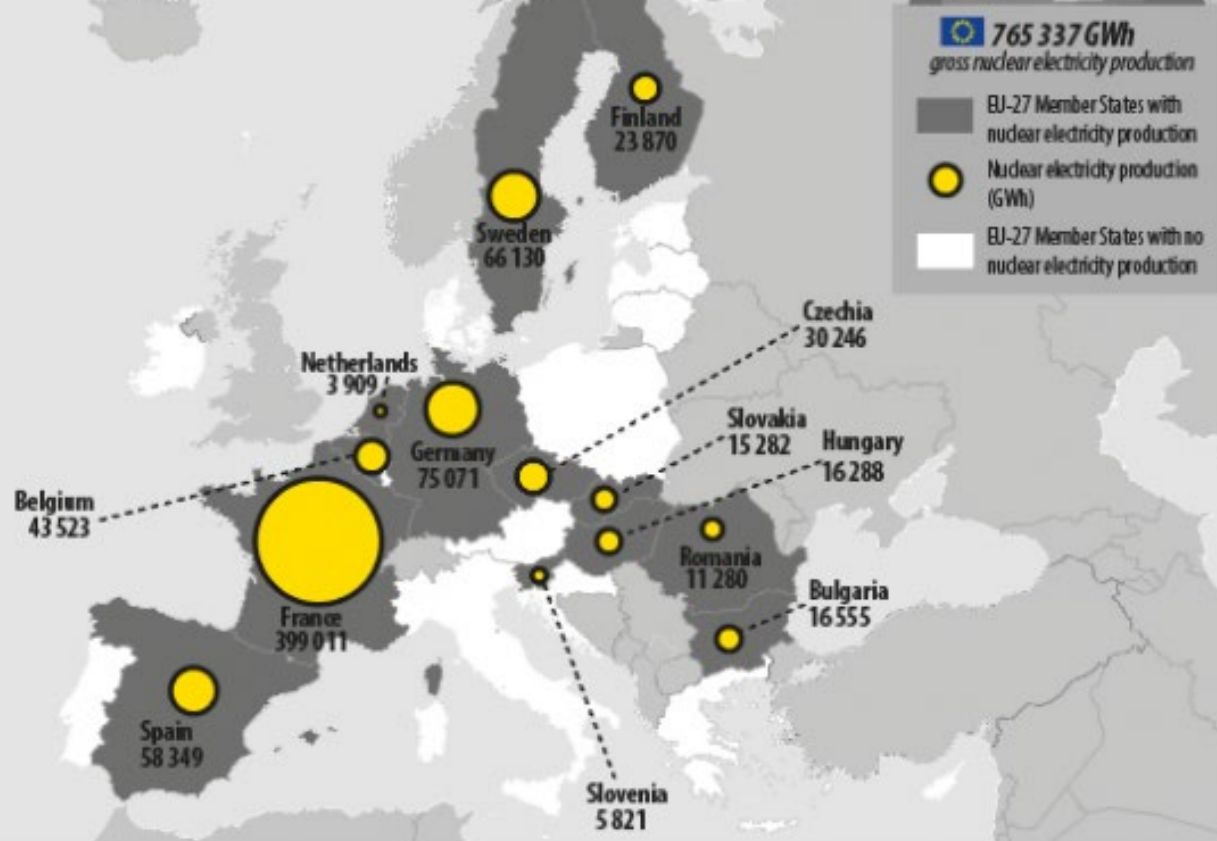 765 337 GWh
gross nuclear electricity production
EU-27 Member States with
nuclear electricity production
Nuclear electricity production
(GWh)
EU-27 Member States with no
nuclear electricity production
Finland
23 870
Sweden
66 130
Czechia
30 246
Netherlands
3 909
Slovakia
15 282
Hungary
16 288
Germany
75 071
Belgium
43 523
Romania
11 280
Bulgaria
16 555
France
399 011
Spain
58 349
Slovenia
5 821